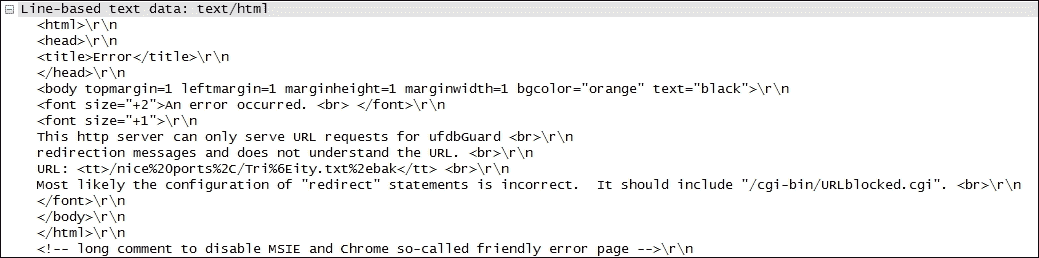 Line-based text data: text/html
<html>\r\n
<head>\r\n
<title>Error</title>\r\n
</head>\r\n
<body topmargin=1 leftmargin=1 marginheight=1 marginwidth=1 bgcolor="orange" text="black">\r\n
<font size="+2">An error occurred. <br> </font>\r\n
<font size="+1">\r\n
This http server can only serve URL requests for ufdbGuard <br>\r\n
redirection messages and does not understand the URL. <br>\r\n
URL: <tt>/nice%20ports%2C/Tri%6Eity.txt%2ebak</tt> <br>\r\n
Most likely the configuration of "redirect" statements is incorrect.  It should include "/cgi-bin/URLblocked.cgi". <br>\r\n
</font>\r\n
</body>\r\n
</html>\r\n
<!-- long comment to disable MSIE and Chrome so-called friendly error page -->\r\n